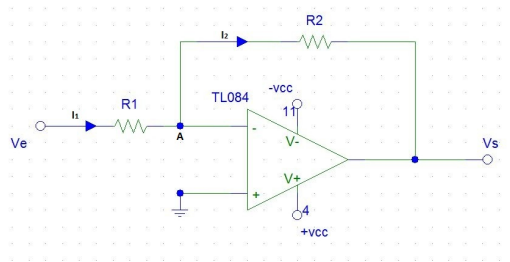 I₂
R2
-vcc
TL084
R1
I₁
11
A
-
V-
Ve
Vs
V+
+
4
+vcc